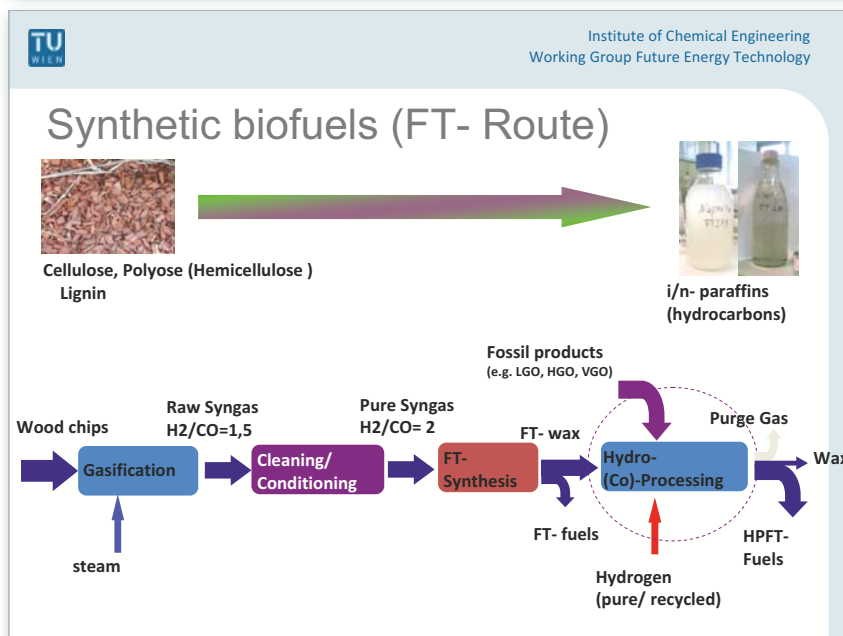 TU
WIEN
Institute of Chemical Engineering
Working Group Future Energy Technology
Synthetic biofuels (FT- Route)
Cellulose, Polyose (Hemicellulose )
Lignin
i/n- paraffins
(hydrocarbons)
Fossil products
(e.g. LGO, HGO, VGO)
Wood chips
Raw Syngas
H2/CO=1,5
Pure Syngas
H2/CO= 2
FT- wax
Purge Gas
Gasification
Cleaning/
Conditioning
FT-
Synthesis
Hydro-
(Co)-Processing
Wax
steam
FT- fuels
HPFT-
Fuels
Hydrogen
(pure/ recycled)